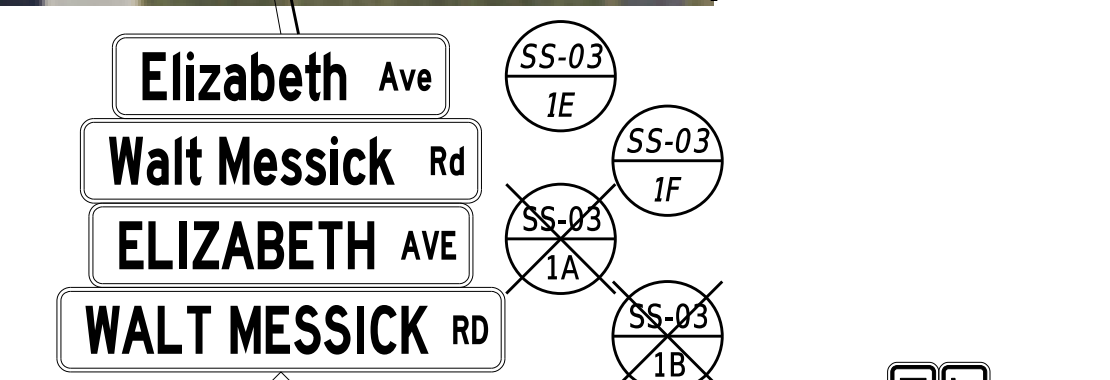 Elizabeth Ave
SS-03
1E
Walt Messick Rd
SS-03
1F
ELIZABETH AVE
SS-03
1A
WALT MESSICK RD
SS-03
1B